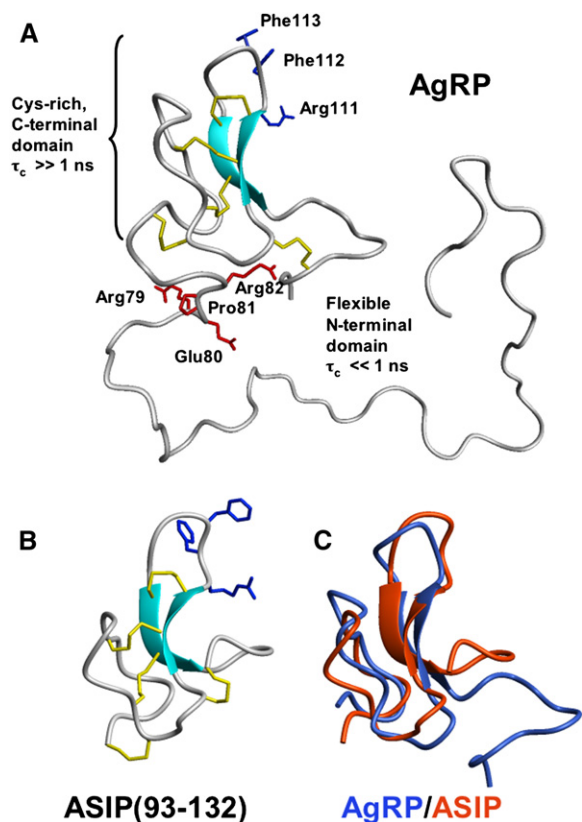 A
Phe113
Phe112
AgRP
Cys-rich,
C-terminal
domain
τc >> 1 ns
Arg111
Arg79
Arg82
Pro81
Glu80
Flexible
N-terminal
domain
τc << 1 ns
B
C
ASIP(93-132)
AgRP/ASIP